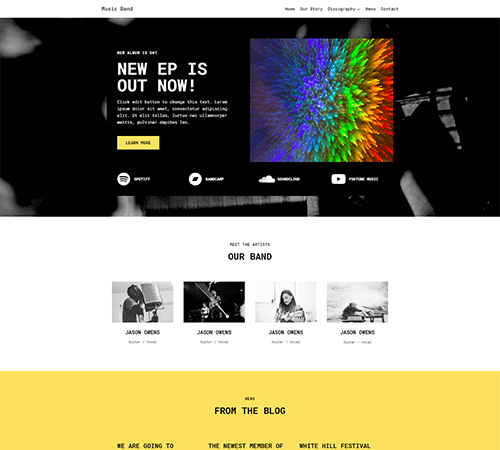 Music Band
Home Our Story Discography News Contact
NEW ALBUM IS OUT
NEW EP IS
OUT NOW!
Click edit button to change this text. Lorem
ipsum dolor sit amet, consectetur adipiscing
elit. Ut elit tellus, luctus nec ullamcorper
mattis, pulvinar dapibus leo.
LEARN MORE
SPOTIFY BANDCAMP SOUNDCLOUD YOUTUBE MUSIC
MEET THE ARTISTS
OUR BAND
JASON OWENS JASON OWENS JASON OWENS JASON OWENS
Guitar / Vocal Guitar / Vocal Guitar / Vocal Guitar / Vocal
NEWS
FROM THE BLOG
WE ARE GOING TO THE NEWEST MEMBER OF WHITE HILL FESTIVAL